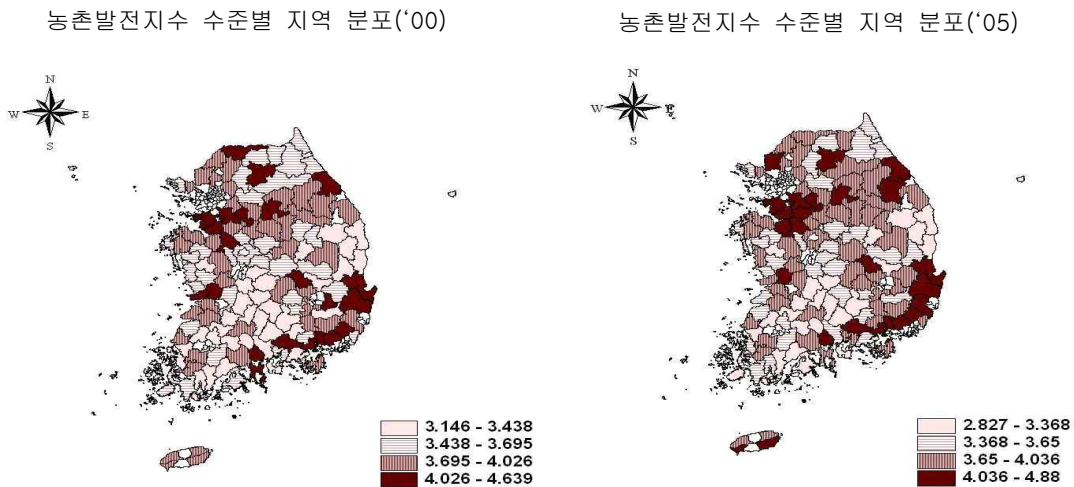 농촌발전지수 수준별 지역 분포(‘00)
농촌발전지수 수준별 지역 분포(‘05)
N
W E
S
N
W E
S
3.146 - 3.438
3.438 - 3.695
3.695 - 4.026
4.026 - 4.639
2.827 - 3.368
3.368 - 3.65
3.65 - 4.036
4.036 - 4.88